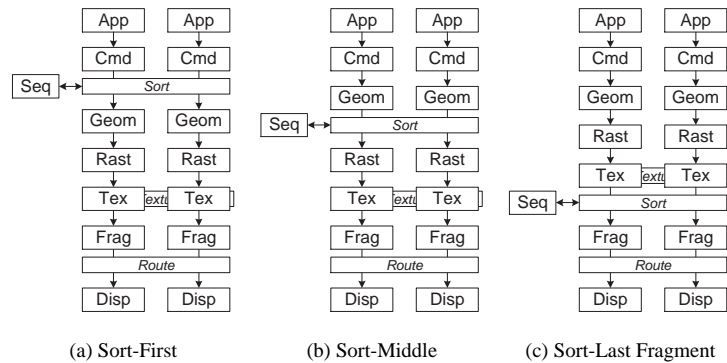 App App App App App App
Cmd Cmd Cmd Cmd Cmd Cmd
Seq Sort Geom Geom Geom Geom
Geom Geom Seq Sort Rast Rast
Rast Rast Rast Rast Tex Tex
Tex Tex Tex Tex Seq Sort
Frag Frag Frag Frag Frag Frag
Route Route Route
Disp Disp Disp Disp Disp Disp
(a) Sort-First (b) Sort-Middle (c) Sort-Last Fragment